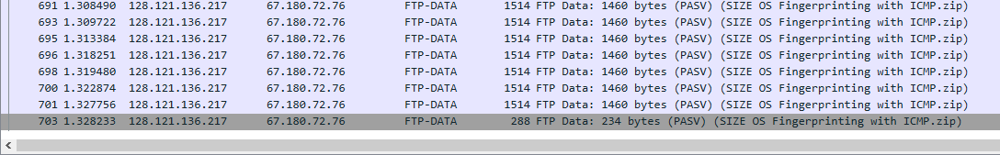 691 1.308490 128.121.136.217 67.180.72.76 FTP-DATA 1514 FTP Data: 1460 bytes (PASV) (SIZE OS Fingerprinting with ICMP.zip)
693 1.309722 128.121.136.217 67.180.72.76 FTP-DATA 1514 FTP Data: 1460 bytes (PASV) (SIZE OS Fingerprinting with ICMP.zip)
695 1.313384 128.121.136.217 67.180.72.76 FTP-DATA 1514 FTP Data: 1460 bytes (PASV) (SIZE OS Fingerprinting with ICMP.zip)
696 1.318251 128.121.136.217 67.180.72.76 FTP-DATA 1514 FTP Data: 1460 bytes (PASV) (SIZE OS Fingerprinting with ICMP.zip)
698 1.319480 128.121.136.217 67.180.72.76 FTP-DATA 1514 FTP Data: 1460 bytes (PASV) (SIZE OS Fingerprinting with ICMP.zip)
700 1.322874 128.121.136.217 67.180.72.76 FTP-DATA 1514 FTP Data: 1460 bytes (PASV) (SIZE OS Fingerprinting with ICMP.zip)
701 1.327756 128.121.136.217 67.180.72.76 FTP-DATA 1514 FTP Data: 1460 bytes (PASV) (SIZE OS Fingerprinting with ICMP.zip)
703 1.328233 128.121.136.217 67.180.72.76 FTP-DATA 288 FTP Data: 234 bytes (PASV) (SIZE OS Fingerprinting with ICMP.zip)